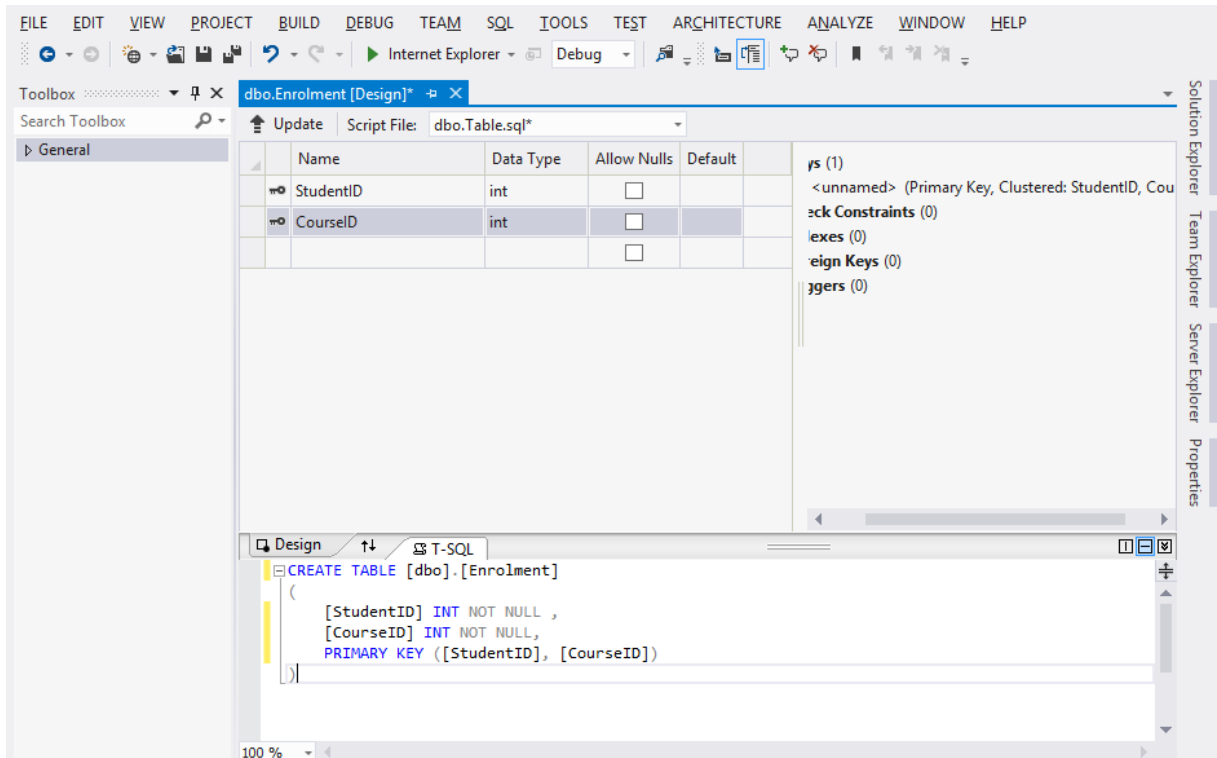 FILE EDIT VIEW PROJECT BUILD DEBUG TEAM SQL TOOLS TEST ARCHITECTURE ANALYZE WINDOW HELP
Internet Explorer Debug
Toolbox
Search Toolbox
General
dbo.Enrolment [Design]*
Update Script File: dbo.Table.sql*
Name Data Type Allow Nulls Default
StudentID int
CourseID int
ys (1)
<unnamed> (Primary Key, Clustered: StudentID, Cou
eck Constraints (0)
lexes (0)
eign Keys (0)
ggers (0)
Solution Explorer
Team Explorer
Server Explorer
Properties
Design T-SQL
CREATE TABLE [dbo].[Enrolment]
(
[StudentID] INT NOT NULL ,
[CourseID] INT NOT NULL,
PRIMARY KEY ([StudentID], [CourseID])
)
100 %